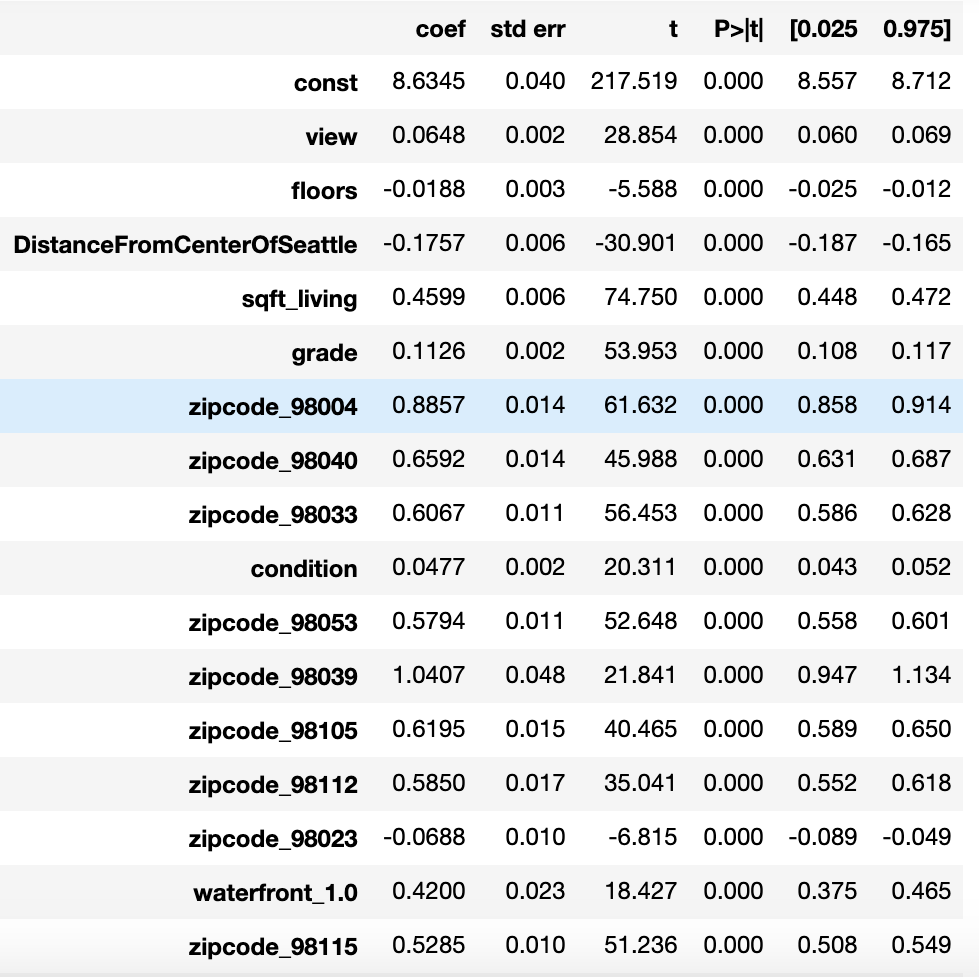 coef std err t P>|t| [0.025 0.975]
const 8.6345 0.040 217.519 0.000 8.557 8.712
view 0.0648 0.002 28.854 0.000 0.060 0.069
floors -0.0188 0.003 -5.588 0.000 -0.025 -0.012
DistanceFromCenterOfSeattle -0.1757 0.006 -30.901 0.000 -0.187 -0.165
sqft_living 0.4599 0.006 74.750 0.000 0.448 0.472
grade 0.1126 0.002 53.953 0.000 0.108 0.117
zipcode_98004 0.8857 0.014 61.632 0.000 0.858 0.914
zipcode_98040 0.6592 0.014 45.988 0.000 0.631 0.687
zipcode_98033 0.6067 0.011 56.453 0.000 0.586 0.628
condition 0.0477 0.002 20.311 0.000 0.043 0.052
zipcode_98053 0.5794 0.011 52.648 0.000 0.558 0.601
zipcode_98039 1.0407 0.048 21.841 0.000 0.947 1.134
zipcode_98105 0.6195 0.015 40.465 0.000 0.589 0.650
zipcode_98112 0.5850 0.017 35.041 0.000 0.552 0.618
zipcode_98023 -0.0688 0.010 -6.815 0.000 -0.089 -0.049
waterfront_1.0 0.4200 0.023 18.427 0.000 0.375 0.465
zipcode_98115 0.5285 0.010 51.236 0.000 0.508 0.549